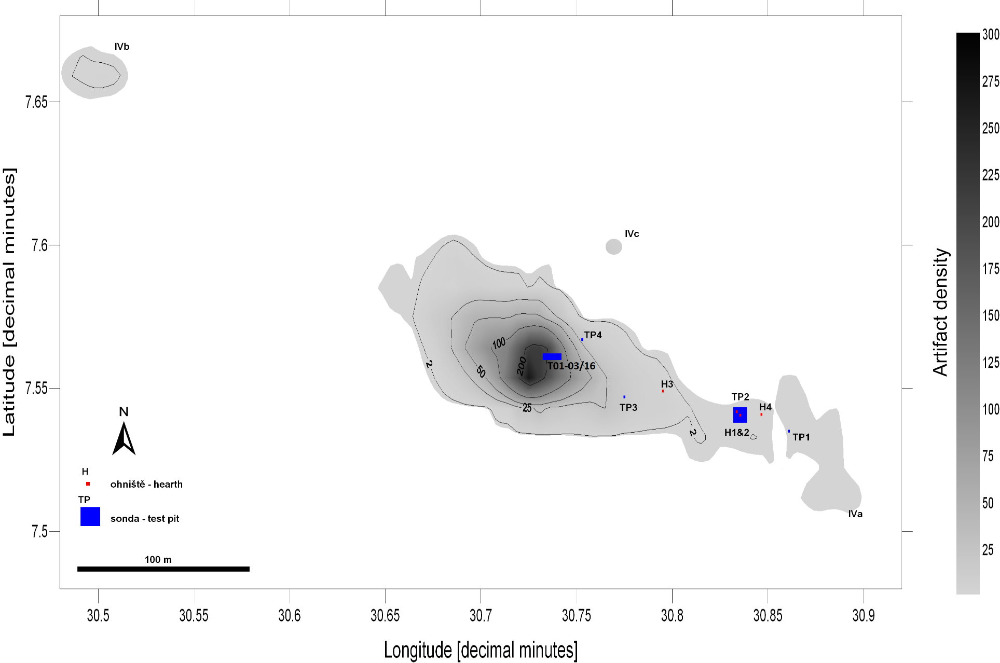 IVb
300
275
250
225
200
175
150
125
100
75
50
25
Artifact density
7.65
7.6
7.55
7.5
Latitude [decimal minutes]
IVc
TP4
100
200
T01-03/16
2
50
25
H3
TP3
TP2
H4
H1&2
2
TP1
IVa
N
H
ohniště - hearth
TP
sonda - test pit
100 m
30.5
30.55
30.6
30.65
30.7
30.75
30.8
30.85
30.9
Longitude [decimal minutes]